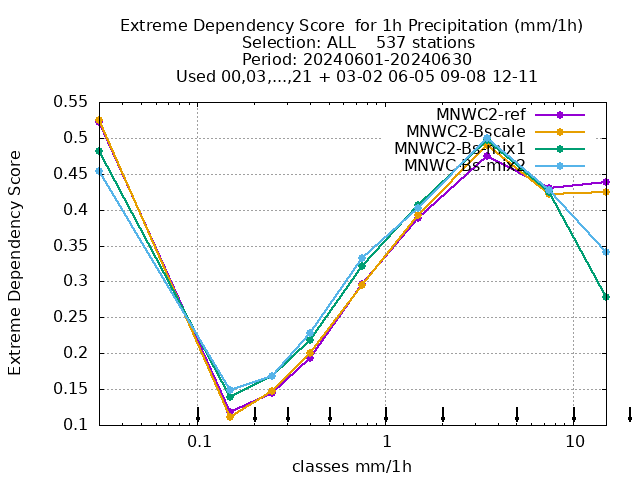 Extreme Dependency Score  for 1h Precipitation (mm/1h)
Selection: ALL    537 stations
Period: 20240601-20240630
Used 00,03,...,21 + 03-02 06-05 09-08 12-11
MNWC2-ref
MNWC2-Bscale
MNWC2-Bs-mix1
MNWC Bs-mix2
Extreme Dependency Score
0.55
0.5
0.45
0.4
0.35
0.3
0.25
0.2
0.15
0.1
0.1
1
10
classes mm/1h